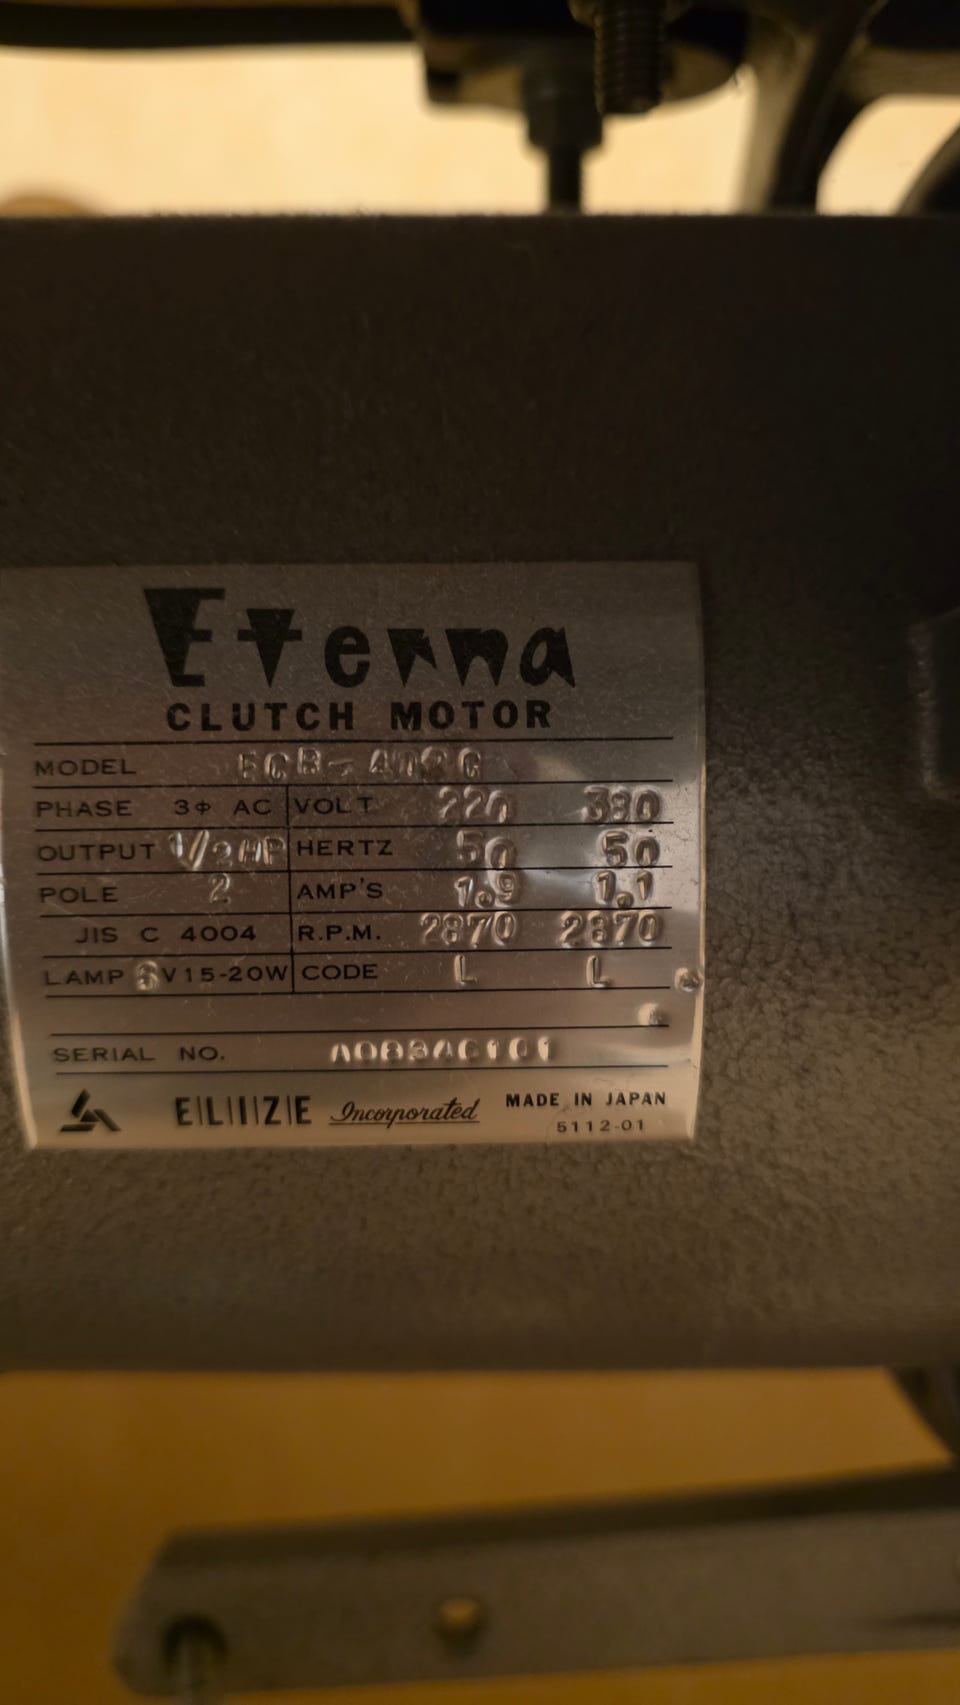 Eterna
CLUTCH MOTOR
MODEL ECB-402G
PHASE 3Φ AC VOLT 220 380
OUTPUT 1/2HP HERTZ 50 50
POLE 2 AMP'S 1.9 1.1
JIS C 4004 R.P.M. 2870 2870
LAMP 6V15-20W CODE L L
SERIAL NO.
E|L|I|Z|E Incorporated MADE IN JAPAN
5112-01